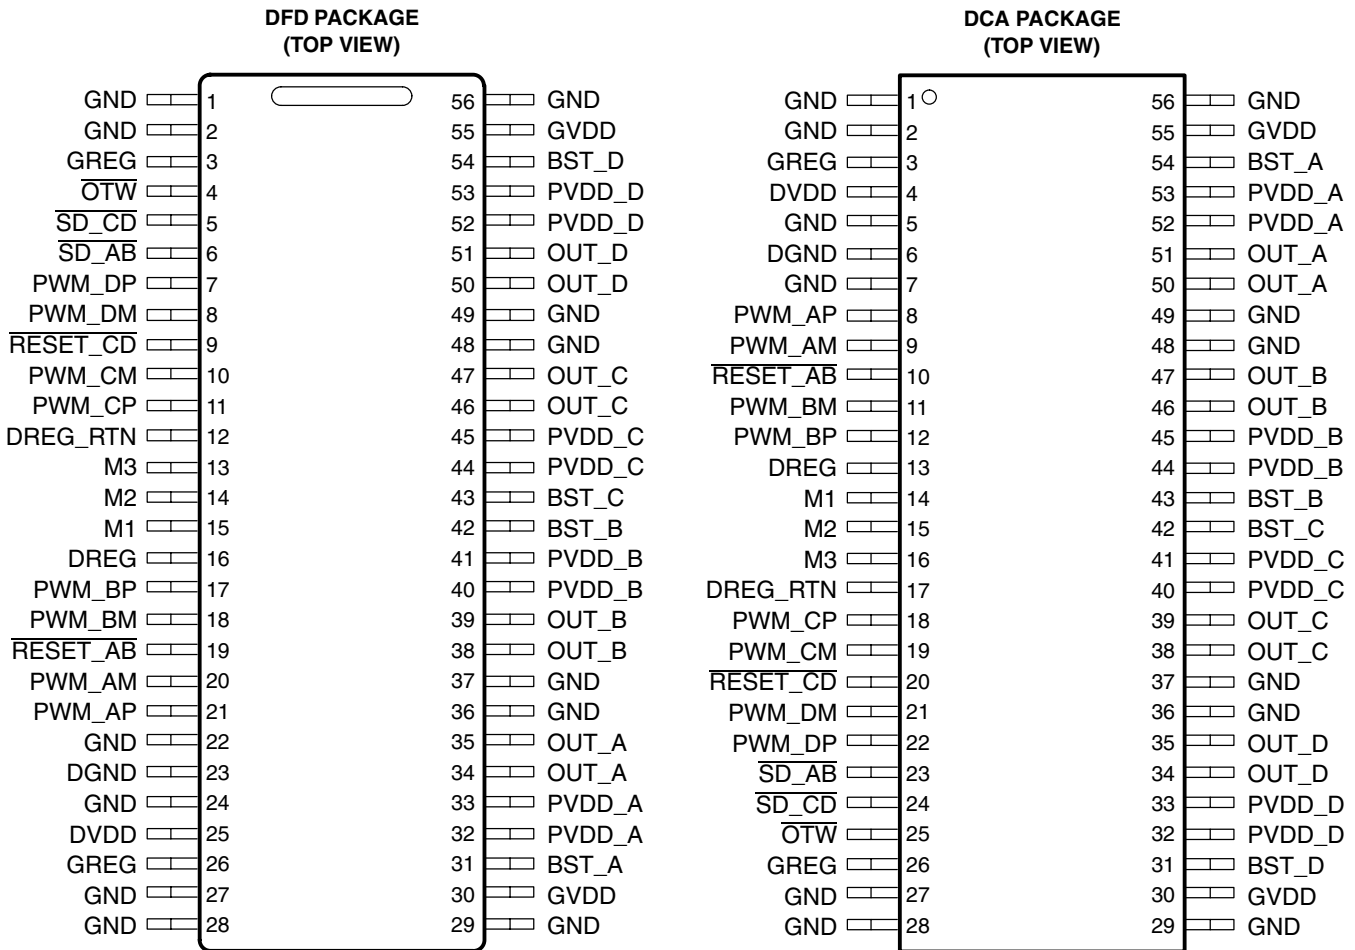 DFD PACKAGE
(TOP VIEW)
GND 1 56 GND
GND 2 55 GVDD
GREG 3 54 BST_D
OTW 4 53 PVDD_D
SD_CD 5 52 PVDD_D
SD_AB 6 51 OUT_D
PWM_DP 7 50 OUT_D
PWM_DM 8 49 GND
RESET_CD 9 48 GND
PWM_CM 10 47 OUT_C
PWM_CP 11 46 OUT_C
DREG_RTN 12 45 PVDD_C
M3 13 44 PVDD_C
M2 14 43 BST_C
M1 15 42 BST_B
DREG 16 41 PVDD_B
PWM_BP 17 40 PVDD_B
PWM_BM 18 39 OUT_B
RESET_AB 19 38 OUT_B
PWM_AM 20 37 GND
PWM_AP 21 36 GND
GND 22 35 OUT_A
DGND 23 34 OUT_A
GND 24 33 PVDD_A
DVDD 25 32 PVDD_A
GREG 26 31 BST_A
GND 27 30 GVDD
GND 28 29 GND
DCA PACKAGE
(TOP VIEW)
GND 1 56 GND
GND 2 55 GVDD
GREG 3 54 BST_A
DVDD 4 53 PVDD_A
GND 5 52 PVDD_A
DGND 6 51 OUT_A
GND 7 50 OUT_A
PWM_AP 8 49 GND
PWM_AM 9 48 GND
RESET_AB 10 47 OUT_B
PWM_BM 11 46 OUT_B
PWM_BP 12 45 PVDD_B
DREG 13 44 PVDD_B
M1 14 43 BST_B
M2 15 42 BST_C
M3 16 41 PVDD_C
DREG_RTN 17 40 PVDD_C
PWM_CP 18 39 OUT_C
PWM_CM 19 38 OUT_C
RESET_CD 20 37 GND
PWM_DM 21 36 GND
PWM_DP 22 35 OUT_D
SD_AB 23 34 OUT_D
SD_CD 24 33 PVDD_D
OTW 25 32 PVDD_D
GREG 26 31 BST_D
GND 27 30 GVDD
GND 28 29 GND